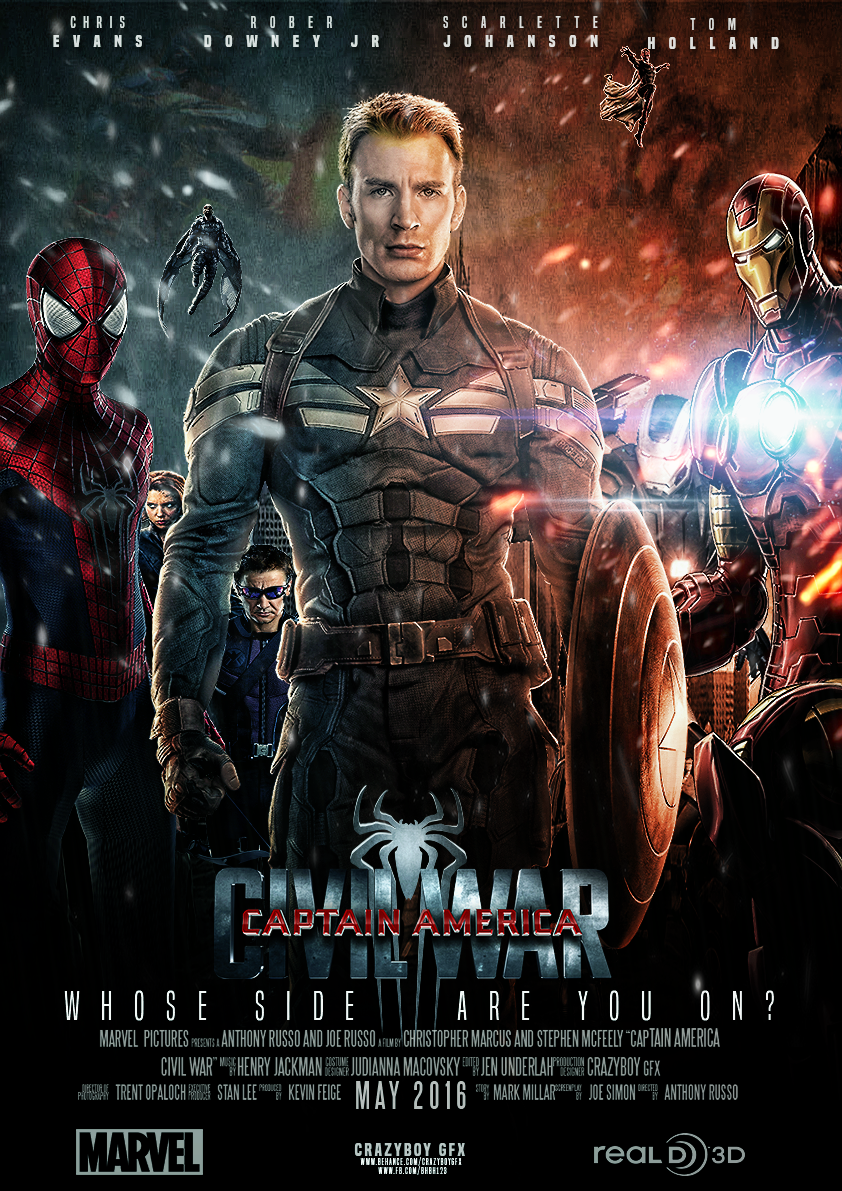 CHRIS
EVANS
ROBER
DOWNEY JR
SCARLETTE
JOHANSON
TOM
HOLLAND
CIVIL WAR
CAPTAIN AMERICA
WHOSE SIDE ARE YOU ON?
MARVEL PICTURES PRESENTS A ANTHONY RUSSO AND JOE RUSSO A FILM BY CHRISTOPHER MARCUS AND STEPHEN MCFEELY "CAPTAIN AMERICA
CIVIL WAR" MUSIC BY HENRY JACKMAN COSTUME DESIGNER JUDIANNA MACOVSKY EDITED BY JEN UNDERLAH PRODUCTION DESIGNER CRAZYBOY GFX
DIRECTOR OF PHOTOGRAPHY TRENT OPALOCH EXECUTIVE PRODUCER STAN LEE PRODUCED BY KEVIN FEIGE MAY 2016 STORY BY MARK MILLAR SCREENPLAY BY JOE SIMON DIRECTED BY ANTHONY RUSSO
MARVEL
CRAZYBOY GFX
WWW.BEHANCE.COM/CRAZYBOYGFX
WWW.FB.COM/BHBH123
REAL D 3D